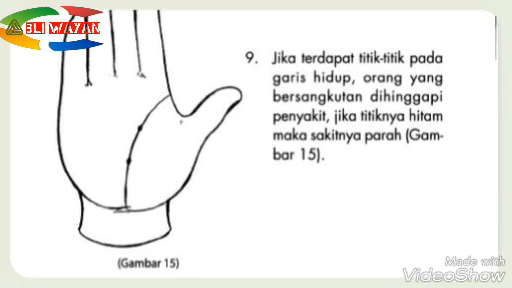 BLI WAYAN
9. Jika terdapat titik-titik pada
garis hidup, orang yang
bersangkutan dihinggapi
penyakit, jika titiknya hitam
maka sakitnya parah (Gam-
bar 15).
(Gambar 15)
Made with
VideoShow